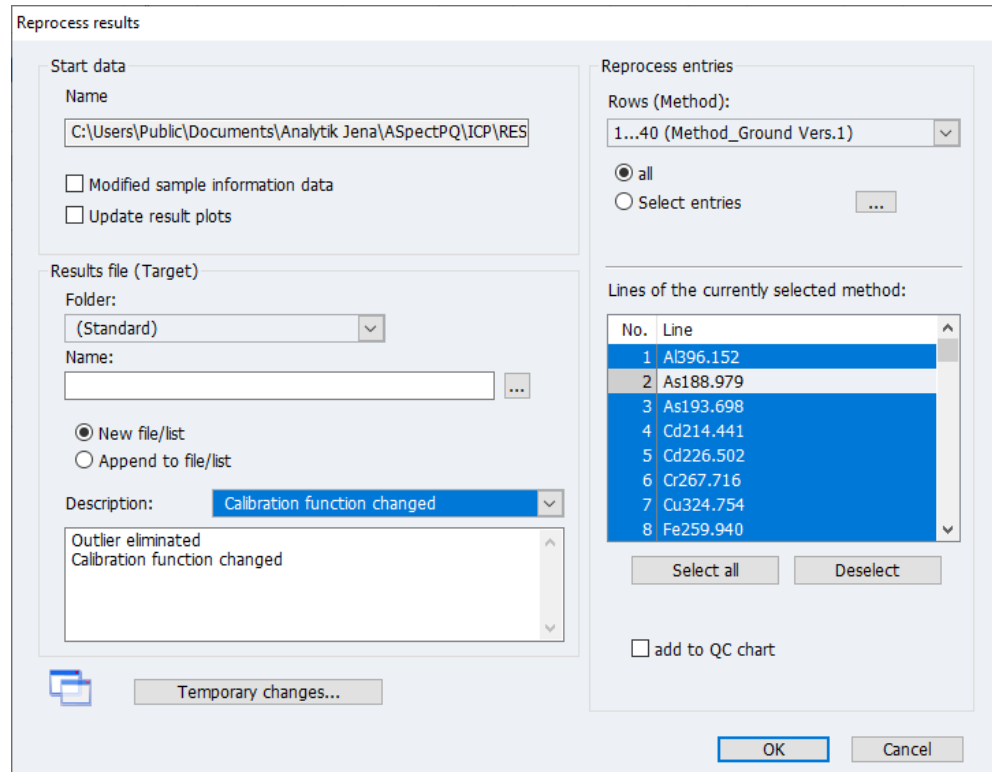 Reprocess results
Start data
Name
C:\Users\Public\Documents\Analytik Jena\ASpectPQ\ICP\RES
Modified sample information data
Update result plots
Results file (Target)
Folder:
(Standard)
Name:
...
New file/list
Append to file/list
Description:
Calibration function changed
Outlier eliminated
Calibration function changed
Temporary changes...
Reprocess entries
Rows (Method):
1...40 (Method_Ground Vers.1)
all
Select entries
...
Lines of the currently selected method:
No. Line
1 Al396.152
2 As188.979
3 As193.698
4 Cd214.441
5 Cd226.502
6 Cr267.716
7 Cu324.754
8 Fe259.940
Select all
Deselect
add to QC chart
OK
Cancel